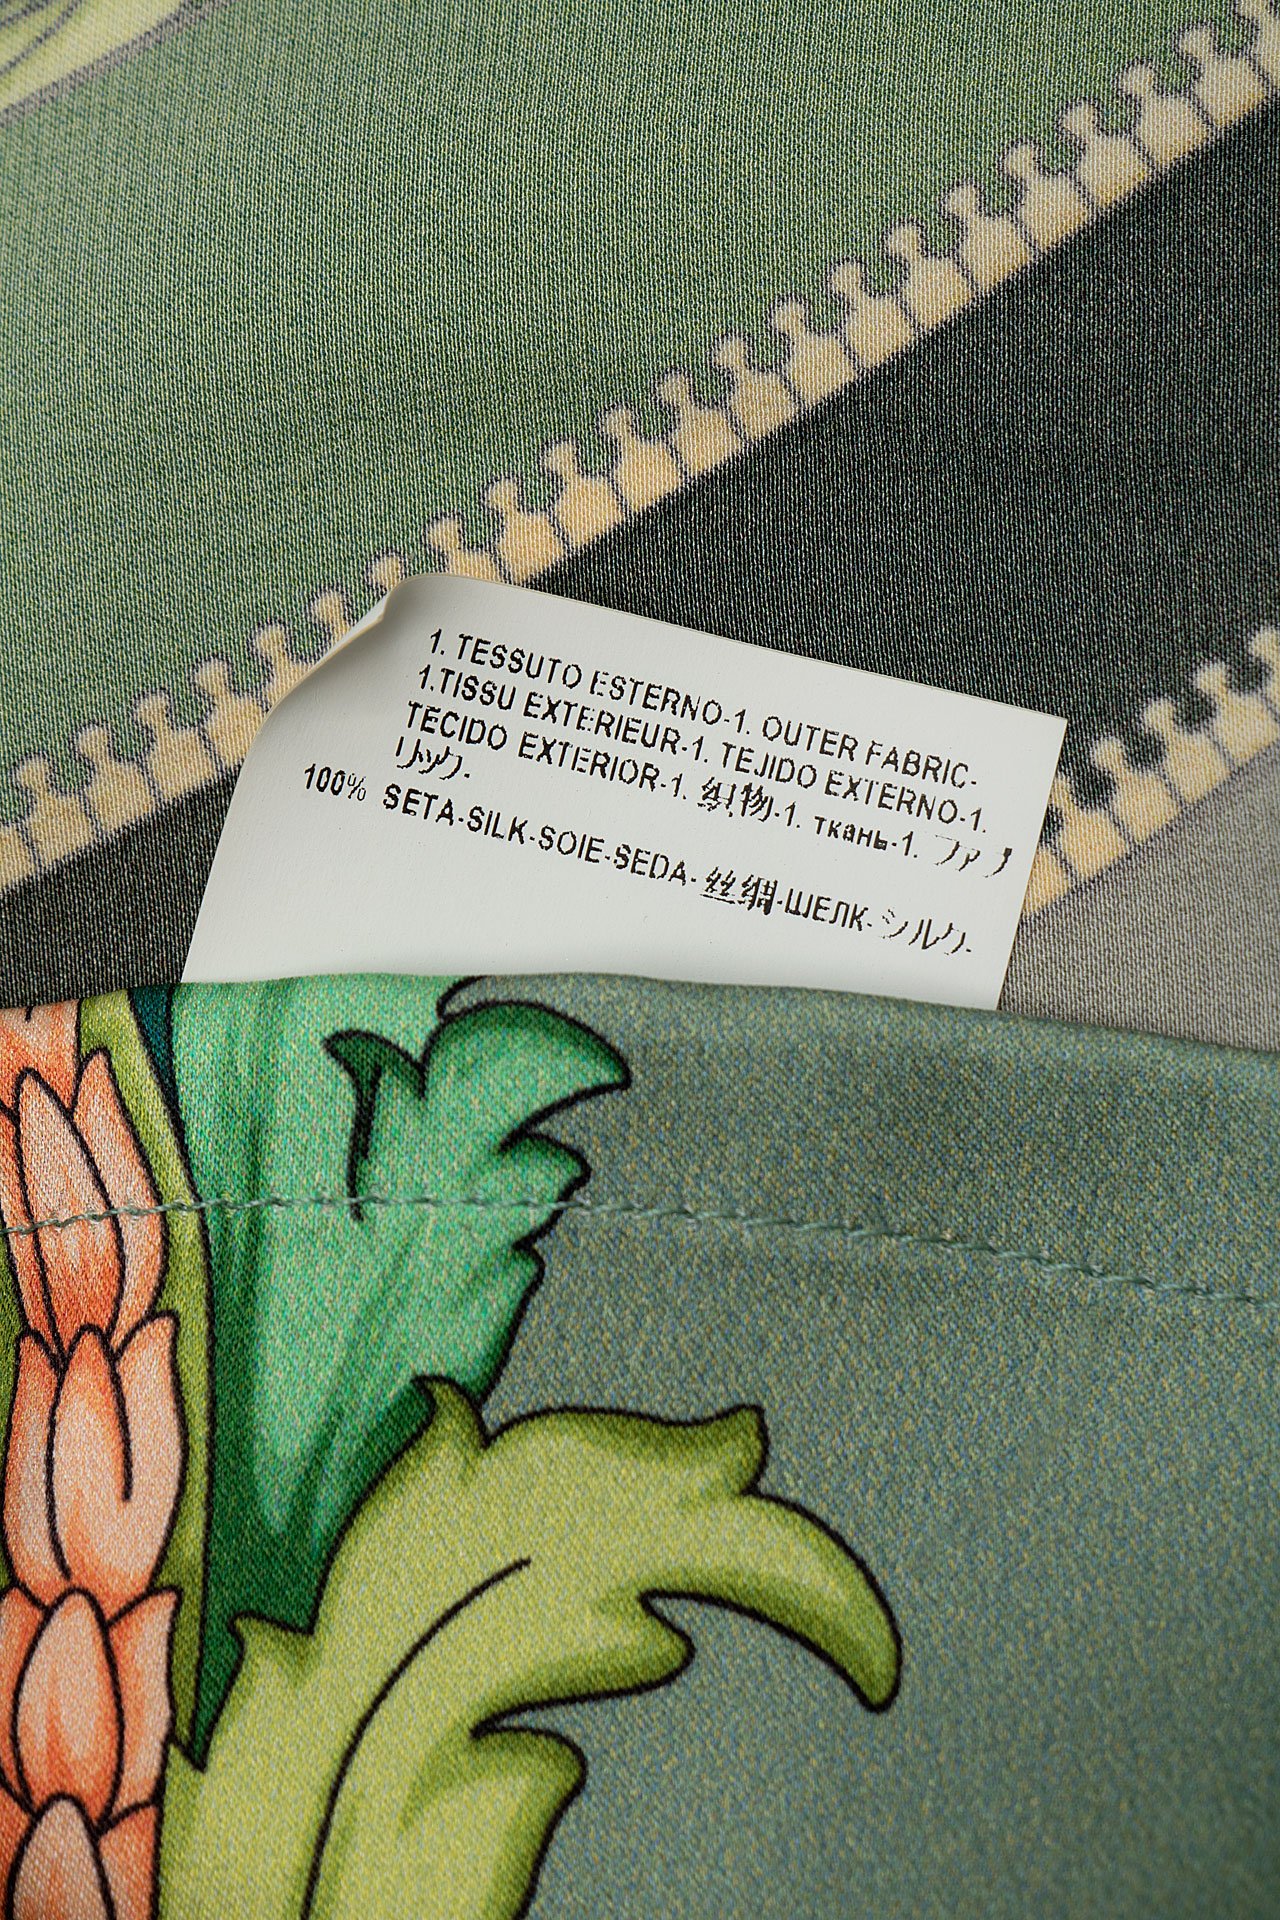 1. TESSUTO ESTERNO-1. OUTER FABRIC-
1.TISSU EXTERIEUR-1. TEJIDO EXTERNO-1.
TECIDO EXTERIOR-1. 织物-1. ткань-1. ファブ
リック-
100% SETA-SILK-SOIE-SEDA-丝绸-ШЕЛК-シルク-